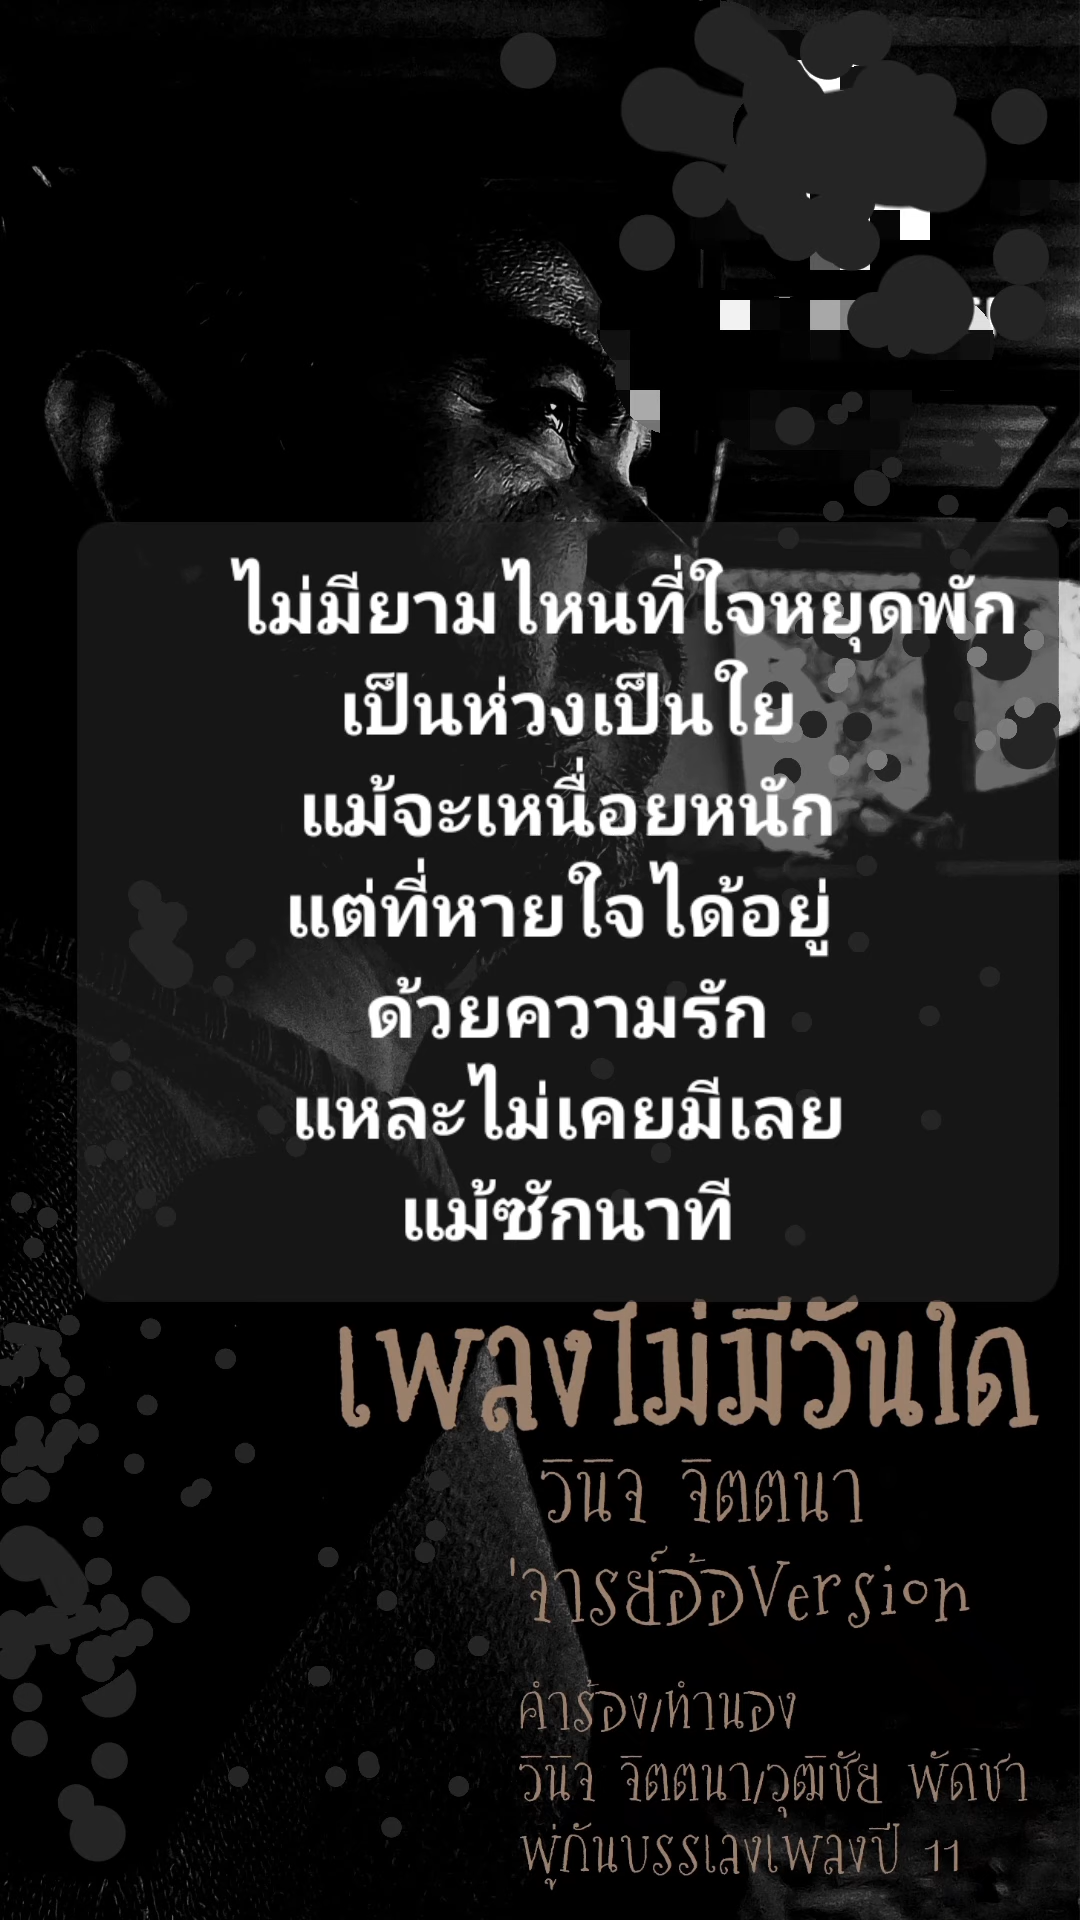 ไม่มียามไหนที่ใจหยุดพัก
เป็นห่วงเป็นใย
แม้จะเหนื่อยหนัก
แต่ที่หายใจได้อยู่
ด้วยความรัก
แหละไม่เคยมีเลย
แม้ซักนาที
เพลงไม่มีวันใด
วินิจ จิตตนา
'จารย์อ้อVersion
คำร้อง/ทำนอง
วินิจ จิตตนา/วุฒิชัย พัดชา
พู่กันบรรเลงเพลงปี 11